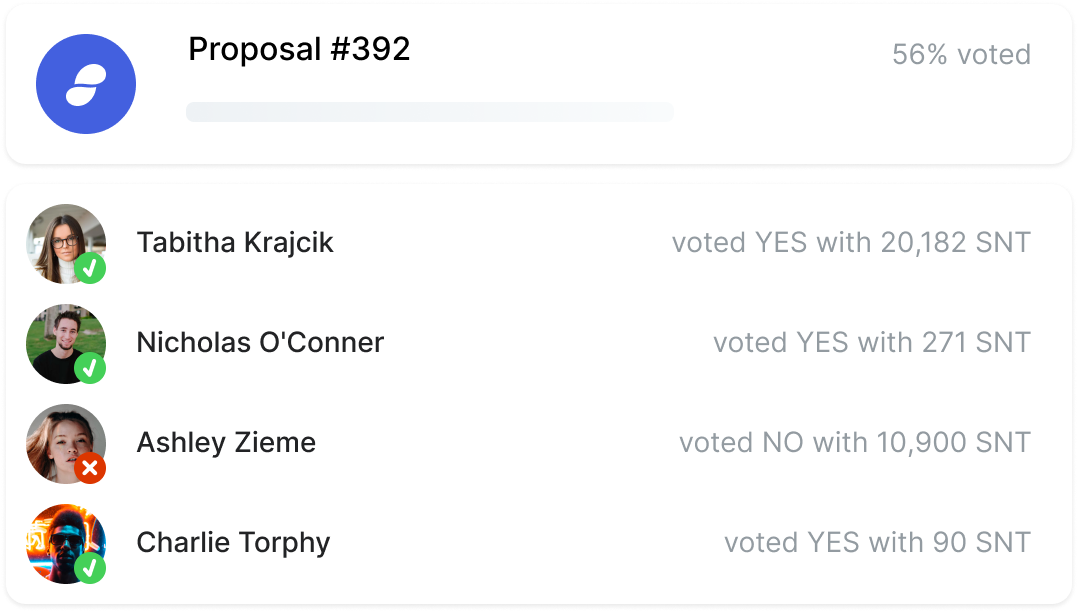 Proposal #392
56% voted
Tabitha Krajcik
voted YES with 20,182 SNT
Nicholas O'Conner
voted YES with 271 SNT
Ashley Zieme
voted NO with 10,900 SNT
Charlie Torphy
voted YES with 90 SNT